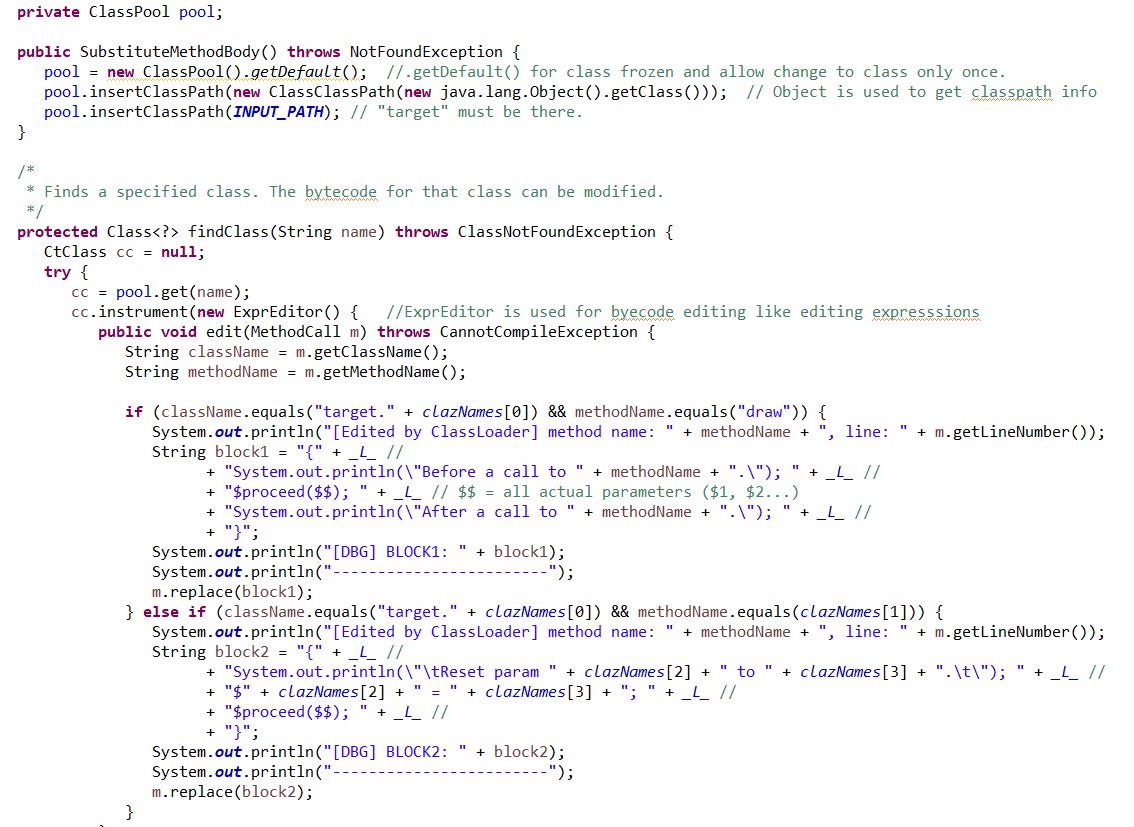 private ClassPool pool;

public SubstituteMethodBody() throws NotFoundException {
   pool = new ClassPool().getDefault();  //.getDefault() for class frozen and allow change to class only once.
   pool.insertClassPath(new ClassClassPath(new java.lang.Object().getClass()));  // Object is used to get classpath info
   pool.insertClassPath(INPUT_PATH); // "target" must be there.
}

/*
 * Finds a specified class. The bytecode for that class can be modified.
 */
protected Class<?> findClass(String name) throws ClassNotFoundException {
   CtClass cc = null;
   try {
      cc = pool.get(name);
      cc.instrument(new ExprEditor() {   //ExprEditor is used for byecode editing like editing expresssions
         public void edit(MethodCall m) throws CannotCompileException {
            String className = m.getClassName();
            String methodName = m.getMethodName();

            if (className.equals("target." + clazNames[0]) && methodName.equals("draw")) {
               System.out.println("[Edited by ClassLoader] method name: " + methodName + ", line: " + m.getLineNumber());
               String block1 = "{" + _L_ //
                     + "System.out.println(\"Before a call to " + methodName + ".\"); " + _L_ //
                     + "$proceed($$); " + _L_ // $$ = all actual parameters ($1, $2...)
                     + "System.out.println(\"After a call to " + methodName + ".\"); " + _L_ //
                     + "}";
               System.out.println("[DBG] BLOCK1: " + block1);
               System.out.println("------------------------");
               m.replace(block1);
            } else if (className.equals("target." + clazNames[0]) && methodName.equals(clazNames[1])) {
               System.out.println("[Edited by ClassLoader] method name: " + methodName + ", line: " + m.getLineNumber());
               String block2 = "{" + _L_ //
                     + "System.out.println(\"\tReset param " + clazNames[2] + " to " + clazNames[3] + ".\t\"); " + _L_ //
                     + "$" + clazNames[2] + " = " + clazNames[3] + "; " + _L_ //
                     + "$proceed($$); " + _L_ //
                     + "}";
               System.out.println("[DBG] BLOCK2: " + block2);
               System.out.println("------------------------");
               m.replace(block2);
            }